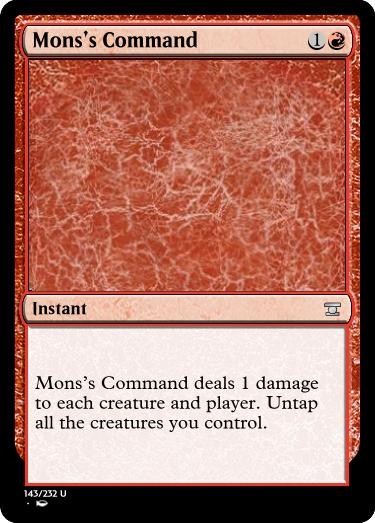 Mons's Command 1
Instant
Mons's Command deals 1 damage
to each creature and player. Untap
all the creatures you control.
143/232 U